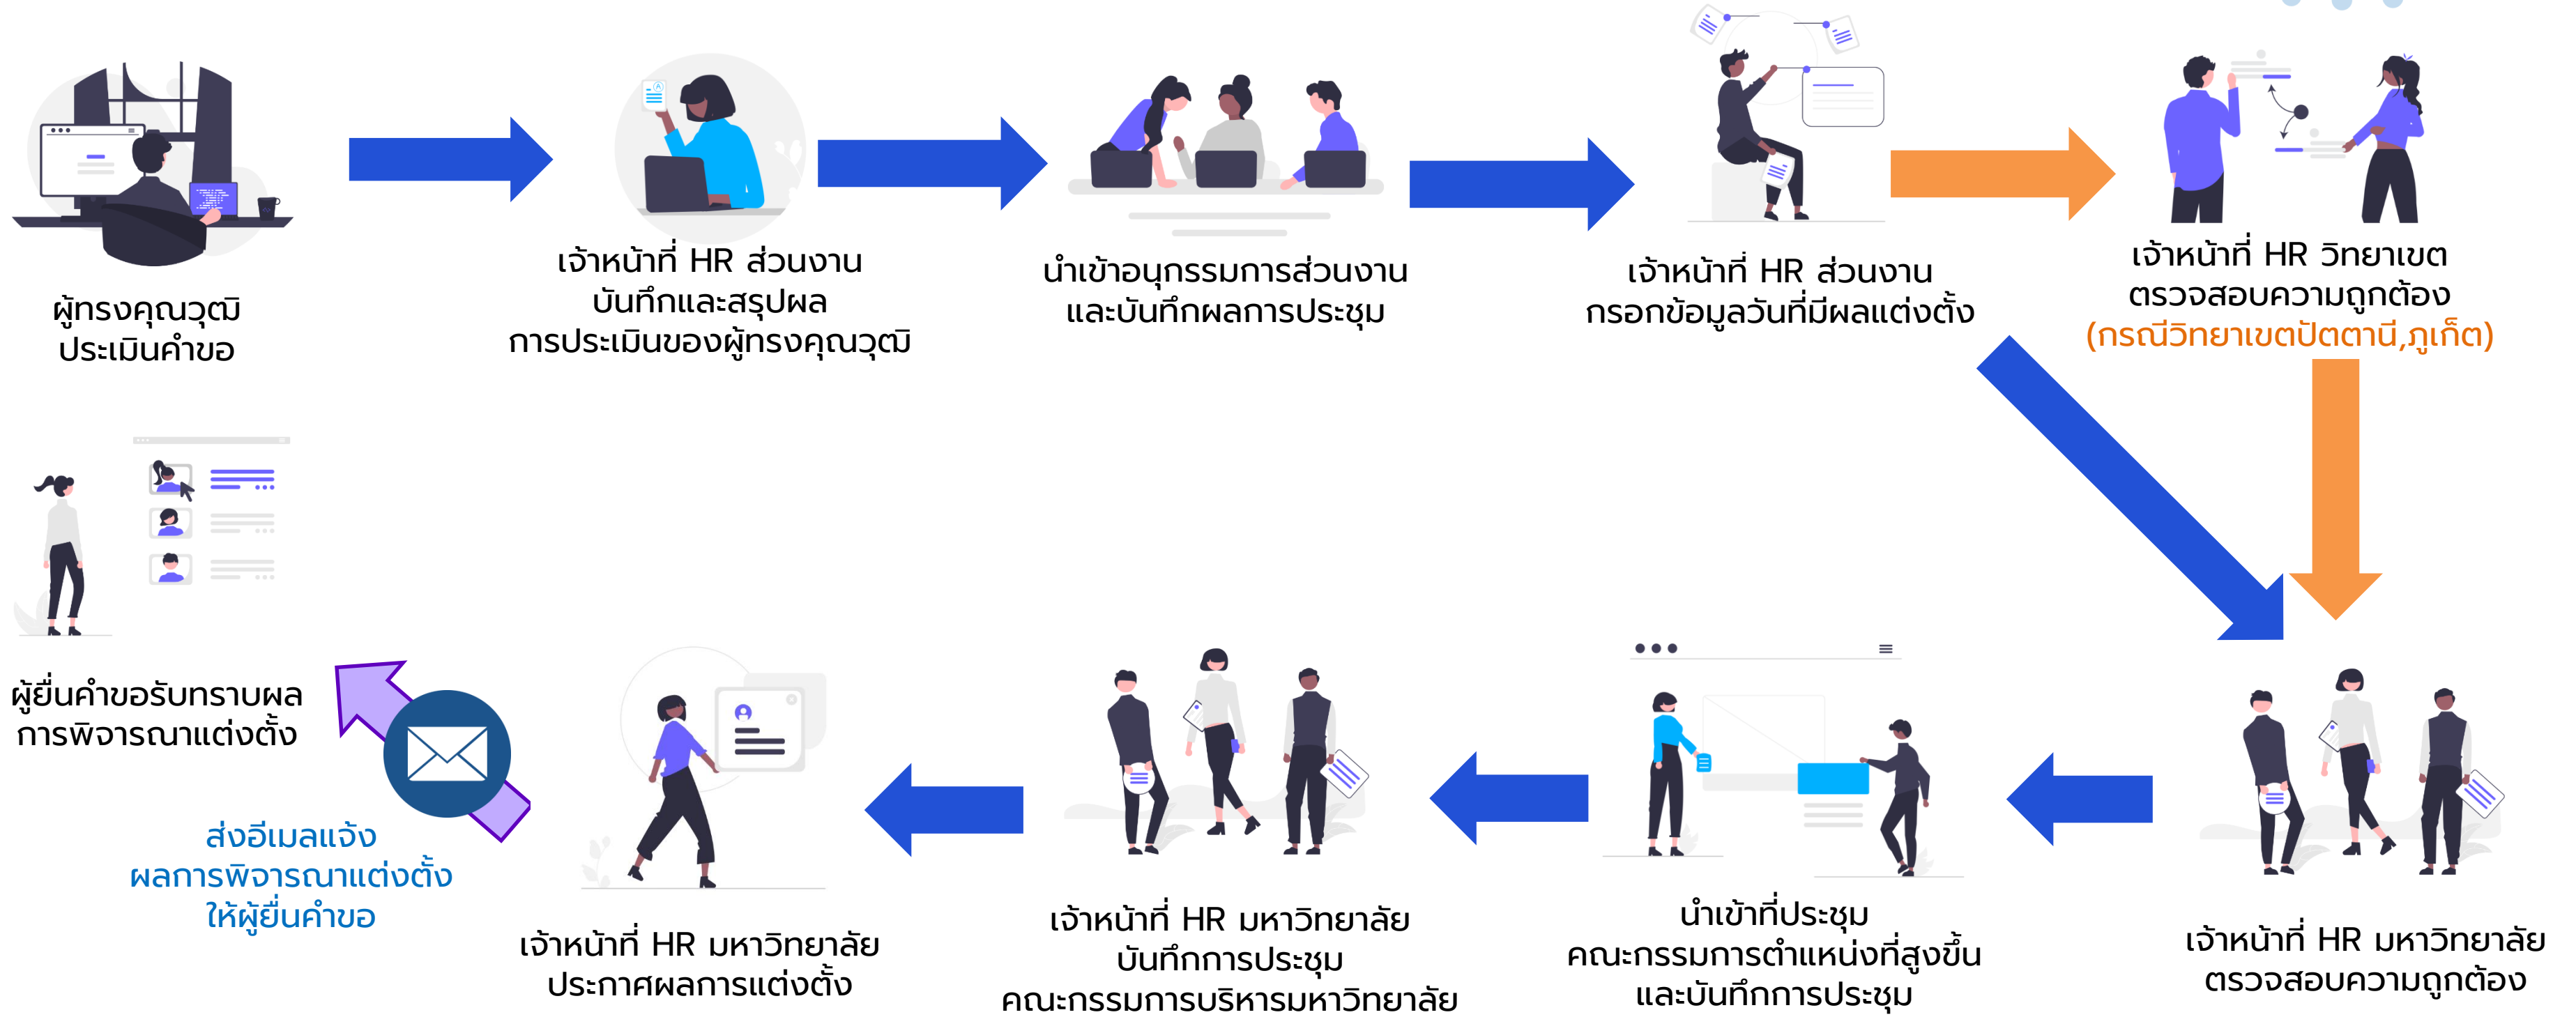 ผู้ทรงคุณวุฒิ
ประเมินคำขอ
เจ้าหน้าที่ HR ส่วนงาน
บันทึกและสรุปผล
การประเมินของผู้ทรงคุณวุฒิ
นำเข้าอนุกรรมการส่วนงาน
และบันทึกผลการประชุม
เจ้าหน้าที่ HR ส่วนงาน
กรอกข้อมูลวันที่มีผลแต่งตั้ง
เจ้าหน้าที่ HR วิทยาเขต
ตรวจสอบความถูกต้อง
(กรณีวิทยาเขตปัตตานี,ภูเก็ต)
เจ้าหน้าที่ HR มหาวิทยาลัย
ตรวจสอบความถูกต้อง
นำเข้าที่ประชุม
คณะกรรมการตำแหน่งที่สูงขึ้น
และบันทึกการประชุม
เจ้าหน้าที่ HR มหาวิทยาลัย
บันทึกการประชุม
คณะกรรมการบริหารมหาวิทยาลัย
เจ้าหน้าที่ HR มหาวิทยาลัย
ประกาศผลการแต่งตั้ง
ส่งอีเมลแจ้ง
ผลการพิจารณาแต่งตั้ง
ให้ผู้ยื่นคำขอ
ผู้ยื่นคำขอรับทราบผล
การพิจารณาแต่งตั้ง